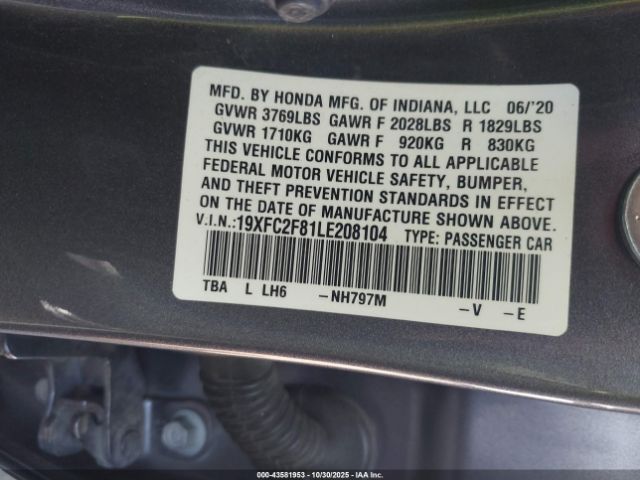 MFD. BY HONDA MFG. OF INDIANA, LLC 06/'20
GVWR 3769LBS GAWR F 2028LBS R 1829LBS
GVWR 1710KG GAWR F 920KG R 830KG
THIS VEHICLE CONFORMS TO ALL APPLICABLE
FEDERAL MOTOR VEHICLE SAFETY, BUMPER,
AND THEFT PREVENTION STANDARDS IN EFFECT
ON THE DATE OF MANUFACTURE SHOWN ABOVE.
V.I.N.:19XFC2F81LE208104 TYPE: PASSENGER CAR
TBA L LH6 –NH797M –V –E
000-43581953 | 10/30/2025 | IAAI.COM